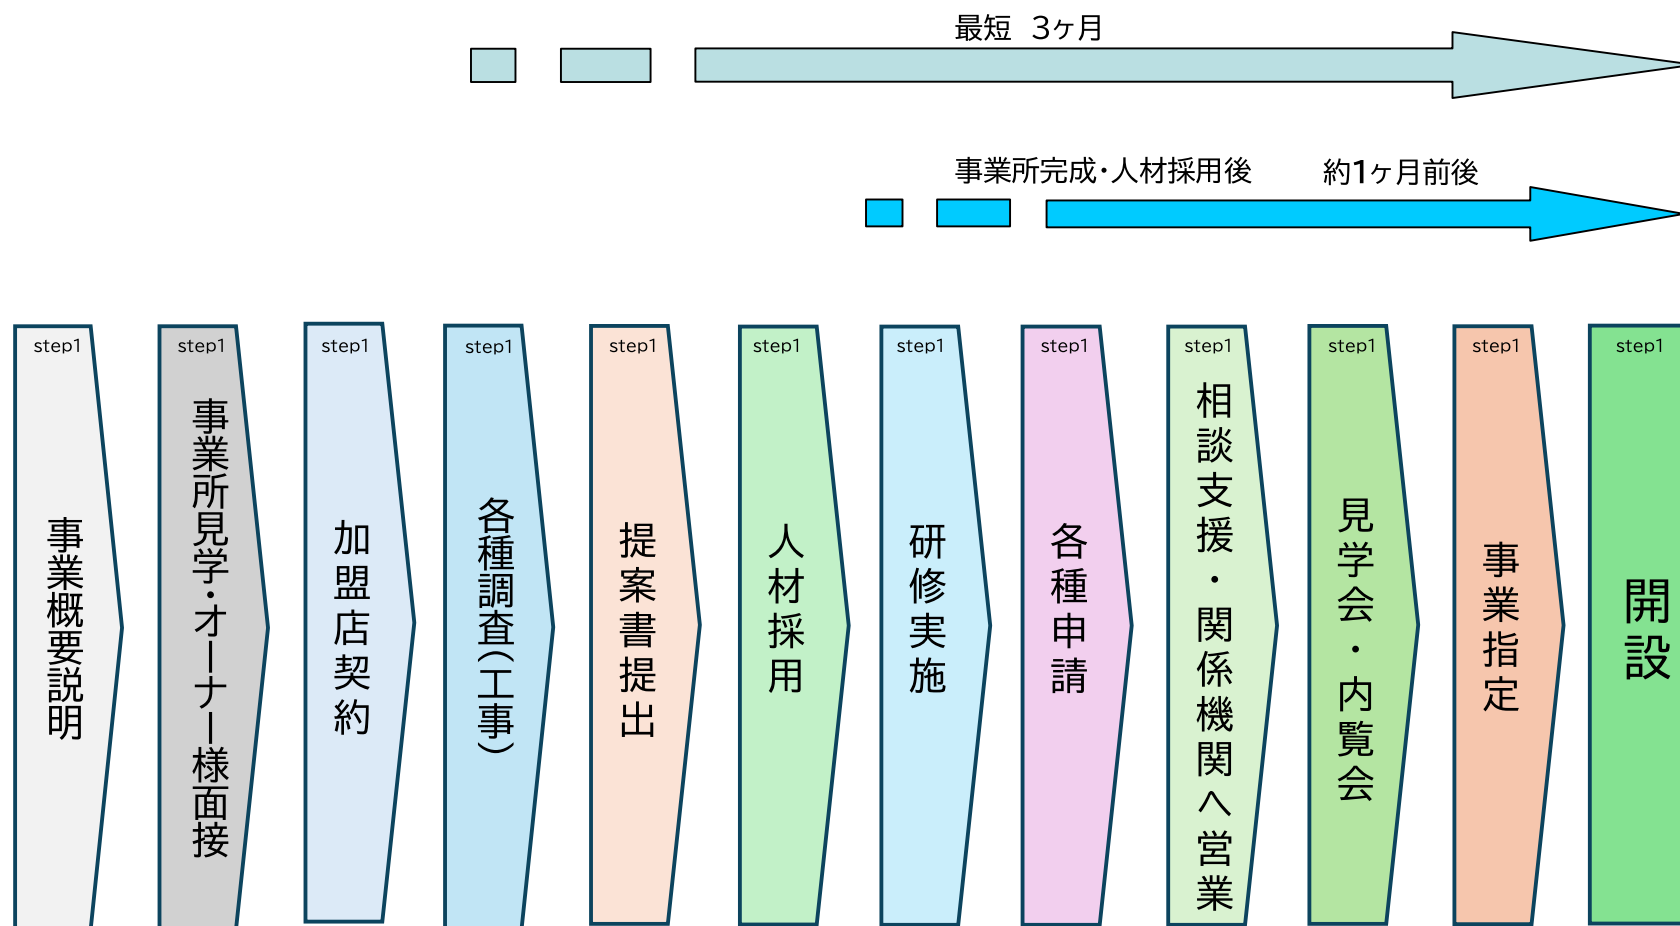 最短 3ヶ月
事業所完成・人材採用後 約1ヶ月前後
step1
事業概要説明
step1
事業所見学・オーナー様面接
step1
加盟店契約
step1
各種調査(工事)
step1
提案書提出
step1
人材採用
step1
研修実施
step1
各種申請
step1
相談支援・関係機関へ営業
step1
見学会・内覧会
step1
事業指定
step1
開設